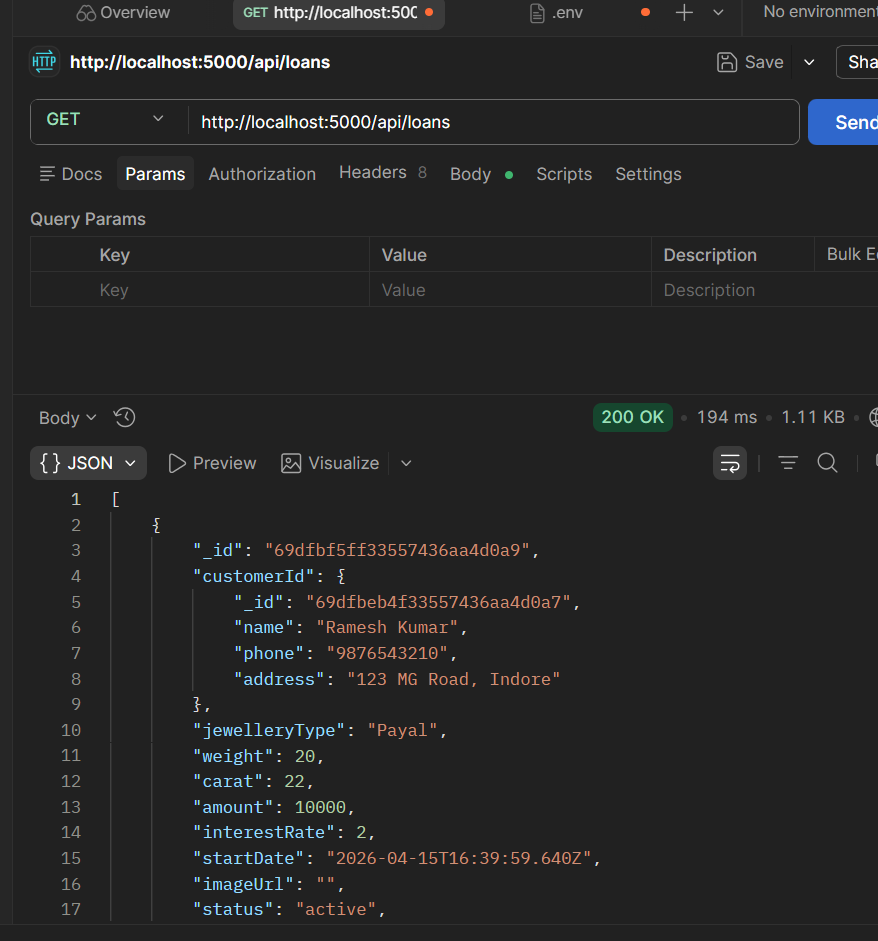 Overview GET http://localhost:500 .env No environment
HTTP http://localhost:5000/api/loans Save Sha
GET http://localhost:5000/api/loans Send
Docs Params Authorization Headers 8 Body Scripts Settings
Query Params
Key Value Description Bulk E
Key Value Description
Body 200 OK • 194 ms • 1.11 KB •
{} JSON Preview Visualize
1 [
2 {
3 "_id": "69dfbf5ff33557436aa4d0a9",
4 "customerId": {
5 "_id": "69dfbeb4f33557436aa4d0a7",
6 "name": "Ramesh Kumar",
7 "phone": "9876543210",
8 "address": "123 MG Road, Indore"
9 },
10 "jewelleryType": "Payal",
11 "weight": 20,
12 "carat": 22,
13 "amount": 10000,
14 "interestRate": 2,
15 "startDate": "2026-04-15T16:39:59.640Z",
16 "imageUrl": "",
17 "status": "active",